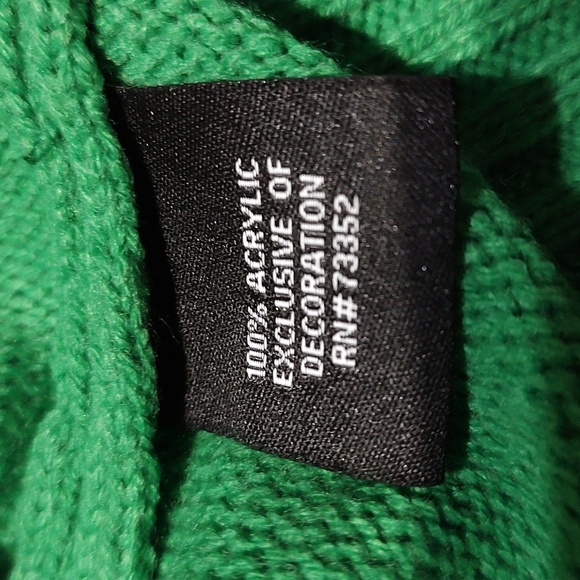 100% ACRYLIC
EXCLUSIVE OF
DECORATION
RN#73352